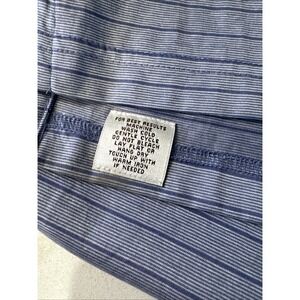 FOR BEST RESULTS
MACHINE
WASH COLD
GENTLE CYCLE
DO NOT BLEACH
LAY FLAT OR
HANG DRY
TOUCH UP WITH
WARM IRON
IF NEEDED